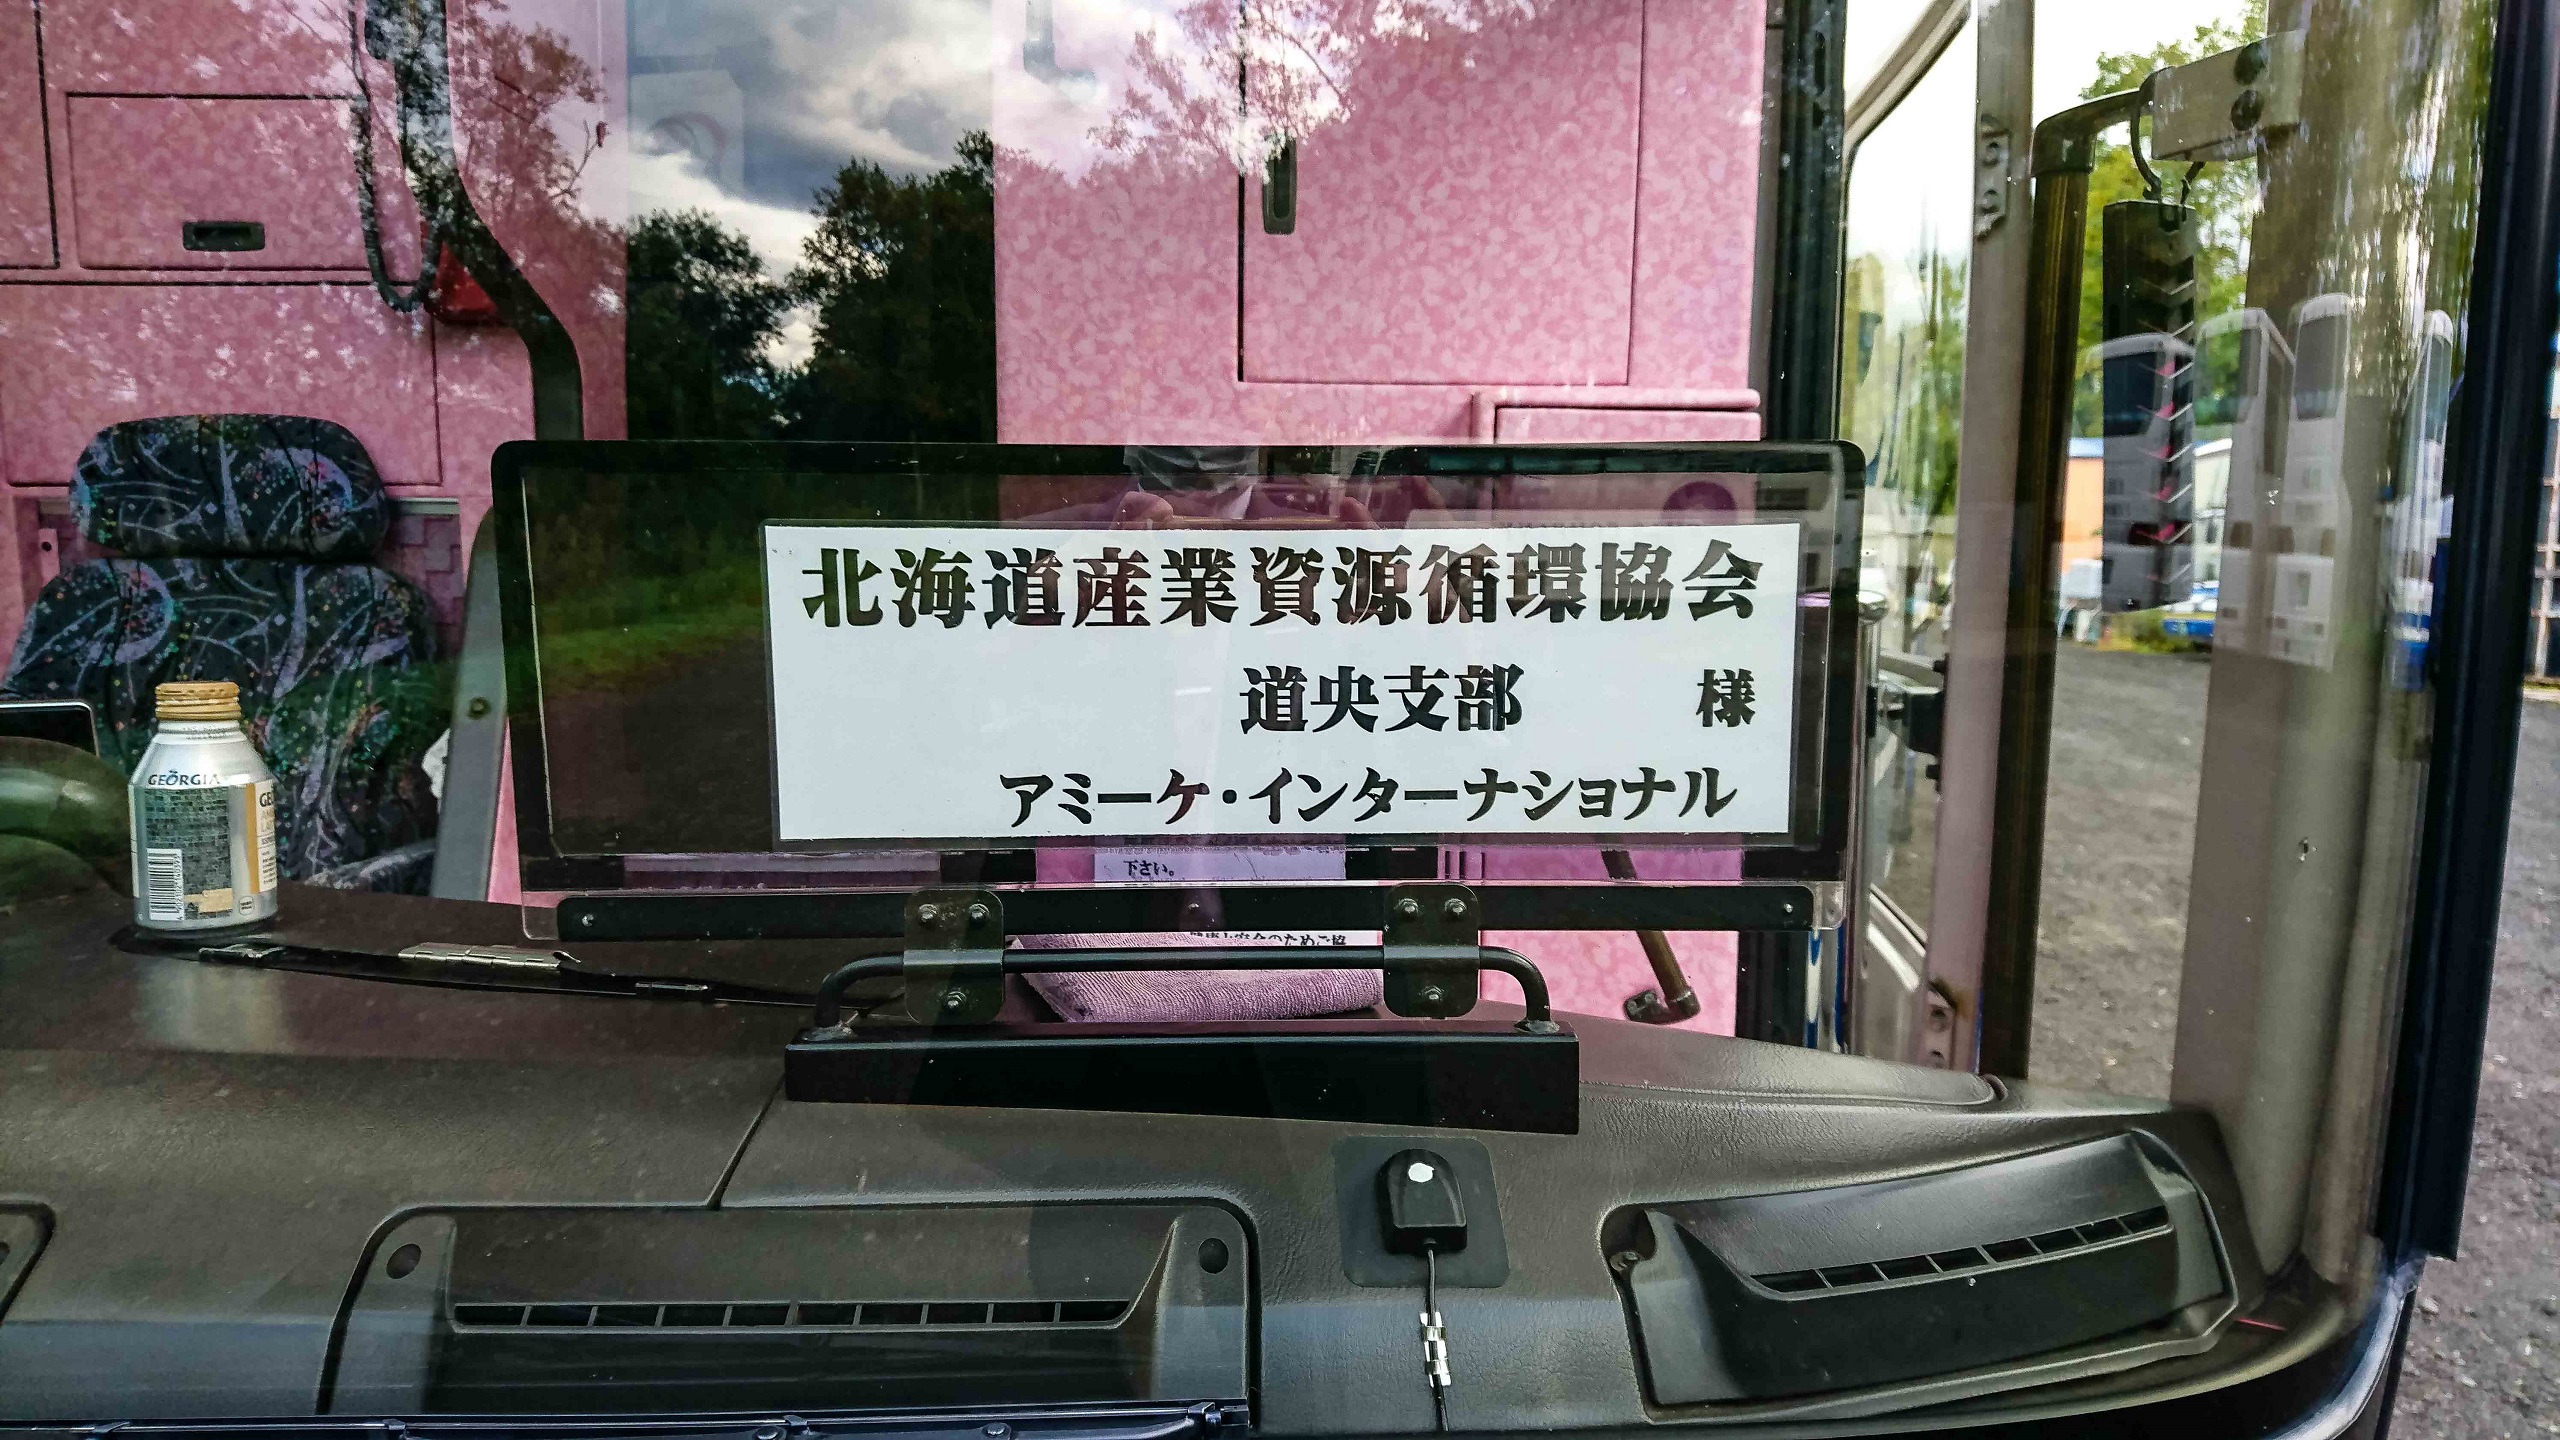 北海道産業資源循環協会
道央支部 様
アミーケ・インターナショナル
下さい。
GEORGIA